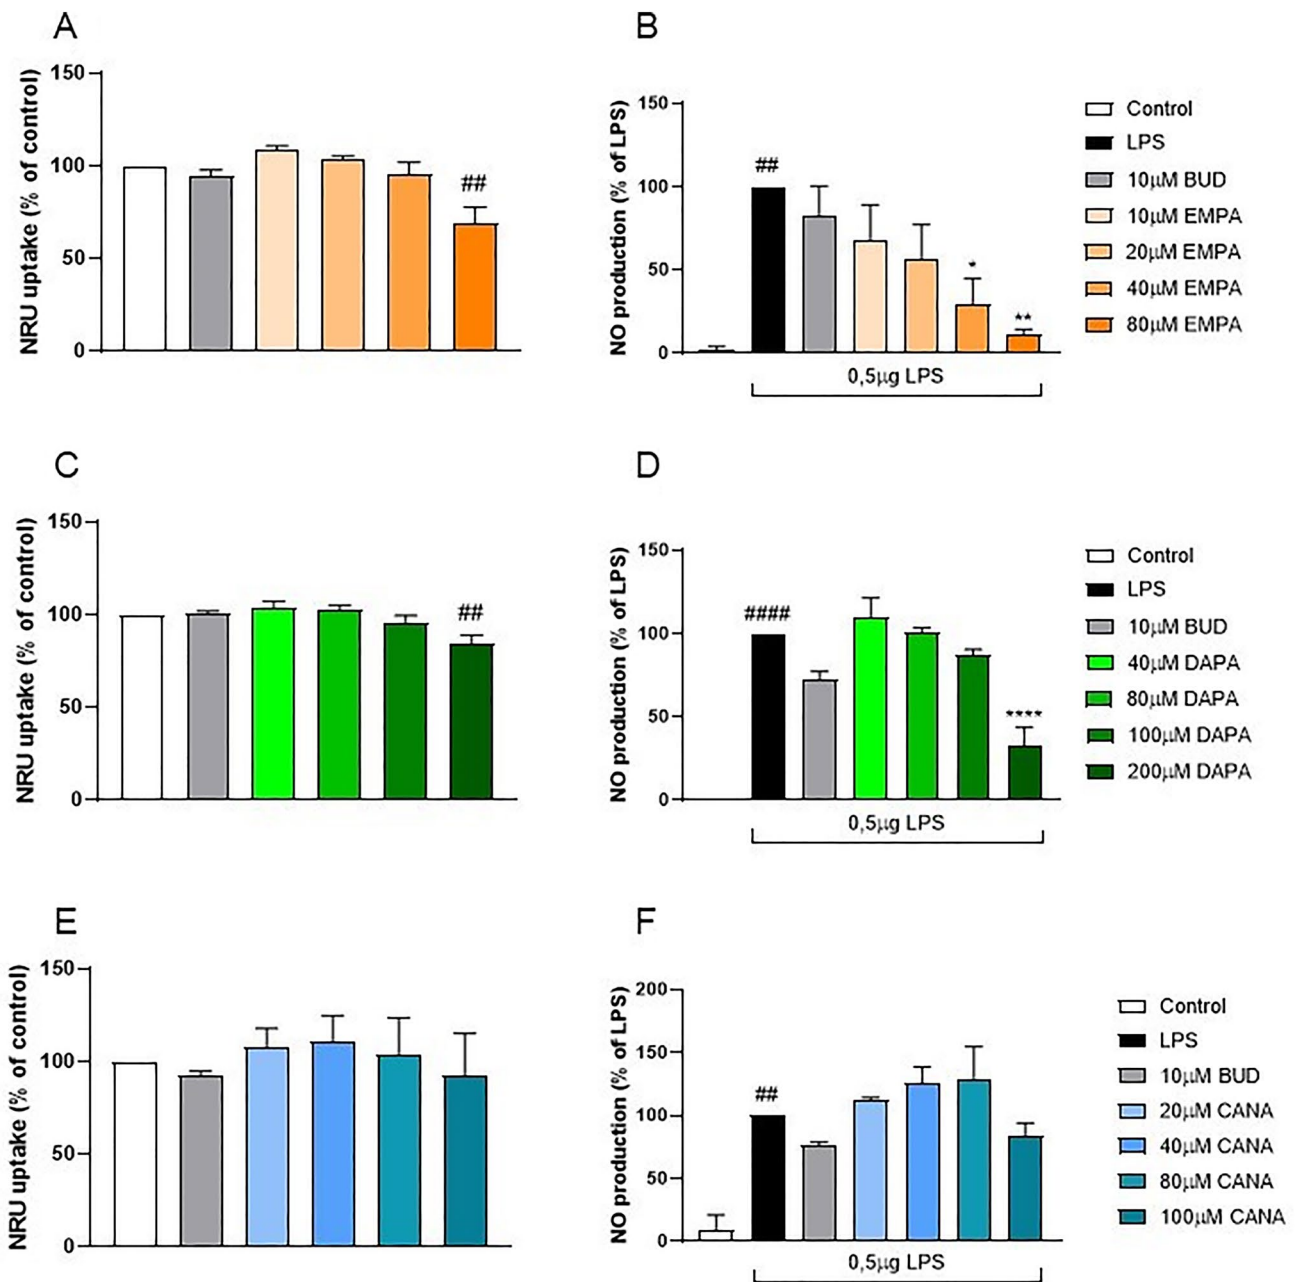 A
NRU uptake (% of control)
150
100
50
0
##
B
NO production (% of LPS)
150
100
50
0
##
*
**
0,5μg LPS
Control
LPS
10μM BUD
10μM EMPA
20μM EMPA
40μM EMPA
80μM EMPA
C
NRU uptake (% of control)
150
100
50
0
##
D
NO production (% of LPS)
150
100
50
0
####
****
0,5μg LPS
Control
LPS
10μM BUD
40μM DAPA
80μM DAPA
100μM DAPA
200μM DAPA
E
NRU uptake (% of control)
150
100
50
0
F
NO production (% of LPS)
200
150
100
50
0
##
0,5μg LPS
Control
LPS
10μM BUD
20μM CANA
40μM CANA
80μM CANA
100μM CANA